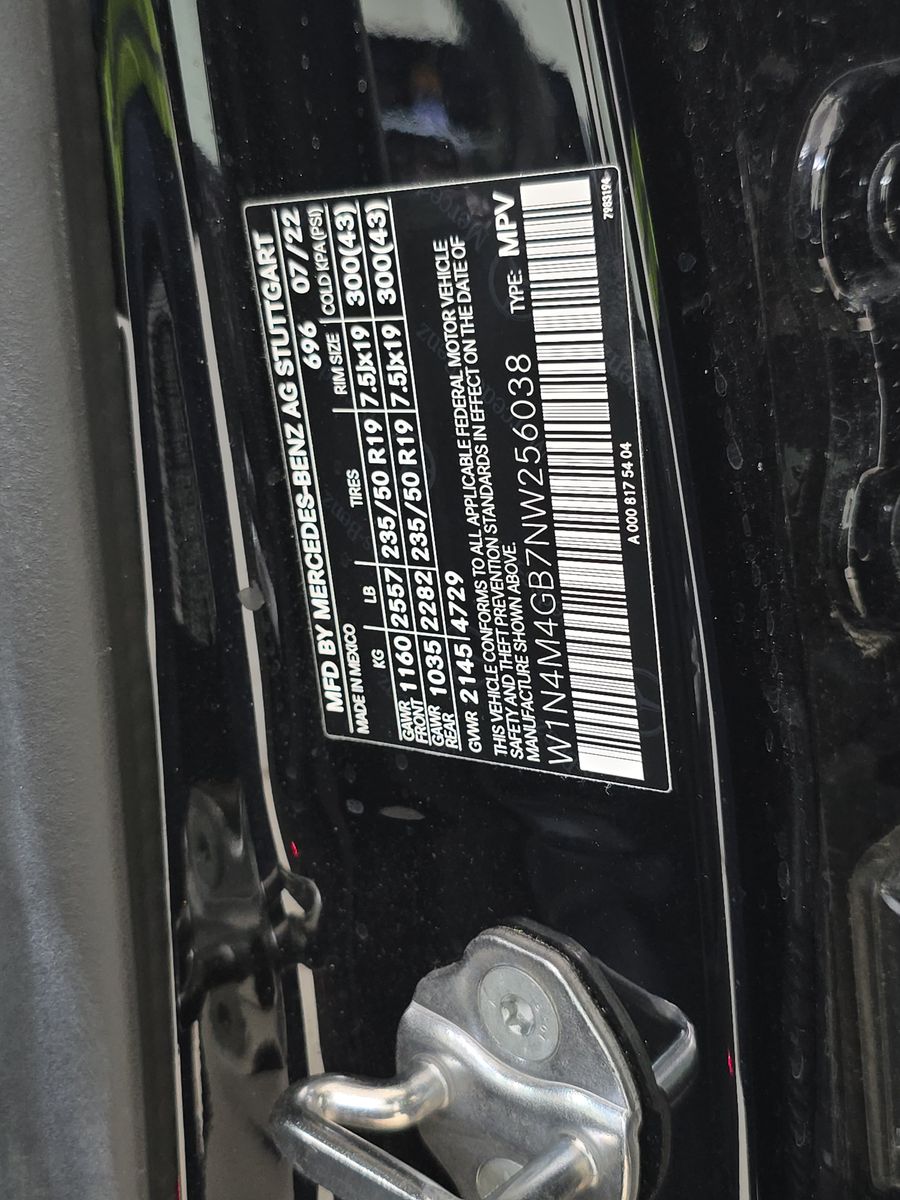 MFD BY MERCEDES-BENZ AG STUTTGART
MADE IN MEXICO 696 07/22
KG LB TIRES RIM SIZE COLD KPA (PSI)
GAWR FRONT 1160 2557 235/50 R19 7.5Jx19 300(43)
GAWR REAR 1035 2282 235/50 R19 7.5Jx19 300(43)
GVWR 2145 4729
THIS VEHICLE CONFORMS TO ALL APPLICABLE FEDERAL MOTOR VEHICLE
SAFETY AND THEFT PREVENTION STANDARDS IN EFFECT ON THE DATE OF
MANUFACTURE SHOWN ABOVE.
W1N4M4GB7NW256038 TYPE: MPV
A 000 817 54 04 7983194